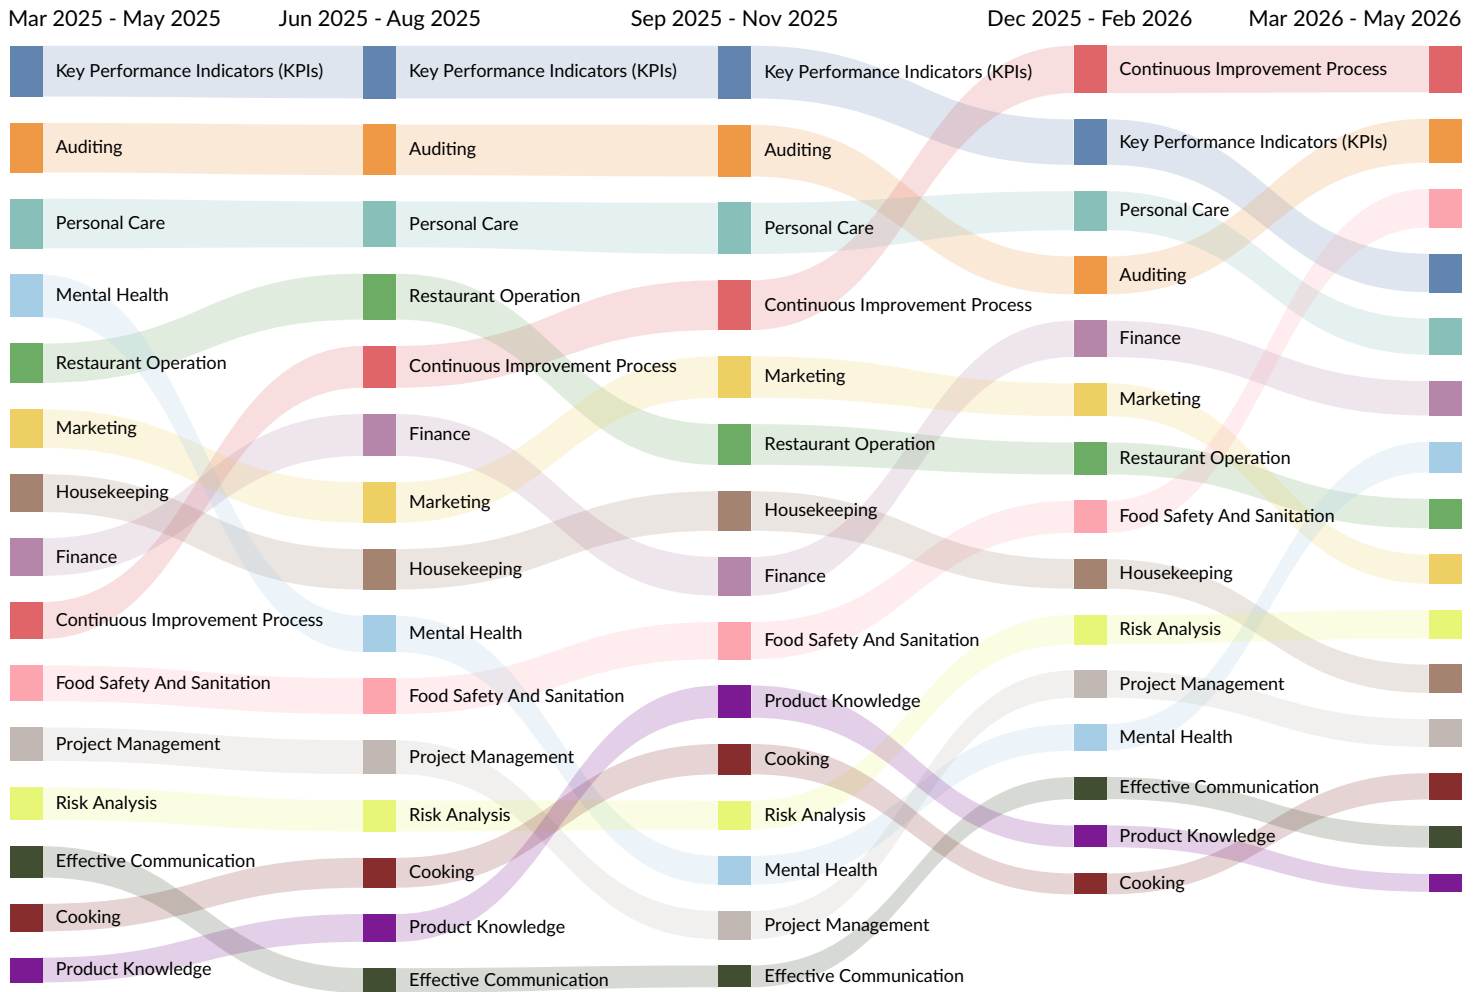 Mar 2025 - May 2025
Jun 2025 - Aug 2025
Sep 2025 - Nov 2025
Dec 2025 - Feb 2026
Mar 2026 - May 2026
Key Performance Indicators (KPIs)
Auditing
Personal Care
Mental Health
Restaurant Operation
Marketing
Housekeeping
Finance
Continuous Improvement Process
Food Safety And Sanitation
Project Management
Risk Analysis
Effective Communication
Cooking
Product Knowledge
Key Performance Indicators (KPIs)
Auditing
Personal Care
Restaurant Operation
Continuous Improvement Process
Finance
Marketing
Housekeeping
Mental Health
Food Safety And Sanitation
Project Management
Risk Analysis
Cooking
Product Knowledge
Effective Communication
Key Performance Indicators (KPIs)
Auditing
Personal Care
Continuous Improvement Process
Marketing
Restaurant Operation
Housekeeping
Finance
Food Safety And Sanitation
Product Knowledge
Cooking
Risk Analysis
Mental Health
Project Management
Effective Communication
Continuous Improvement Process
Key Performance Indicators (KPIs)
Personal Care
Auditing
Finance
Marketing
Restaurant Operation
Food Safety And Sanitation
Housekeeping
Risk Analysis
Project Management
Mental Health
Effective Communication
Product Knowledge
Cooking